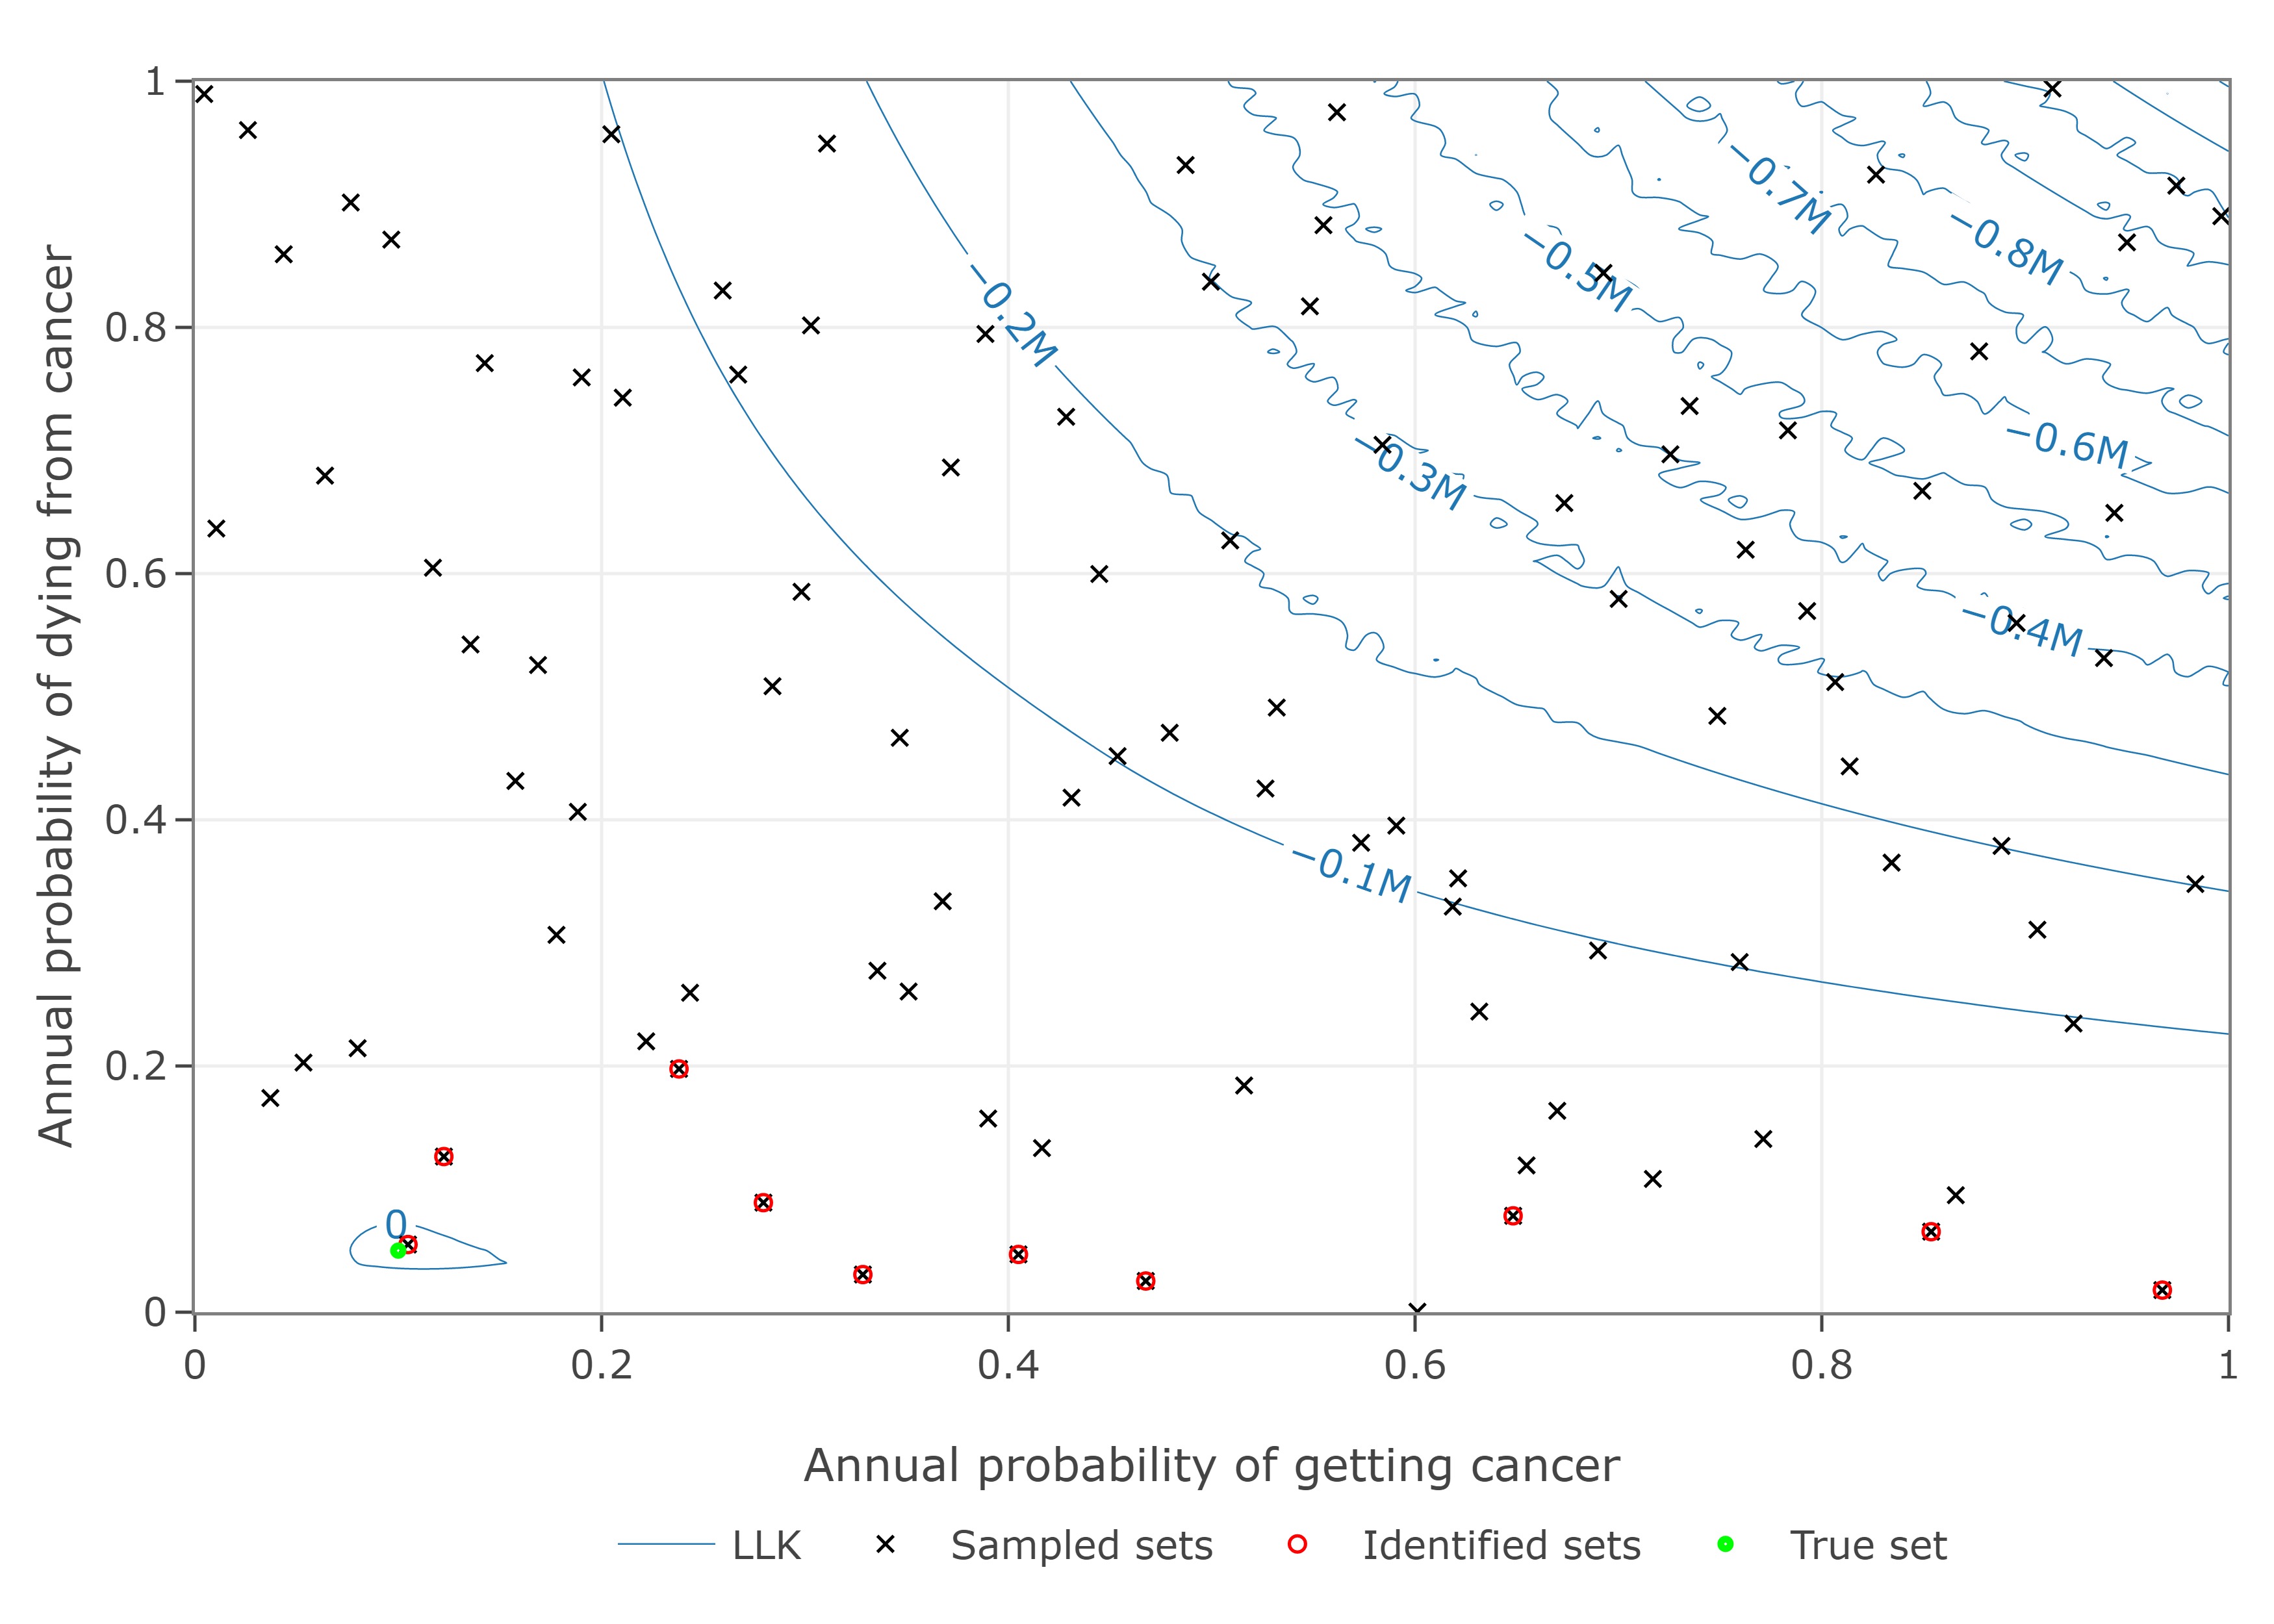 Annual probability of dying from cancer
1
0.8
0.6
0.4
0.2
0
−0.7M
−0.8M
−0.5M
−0.2M
−0.6M
−0.3M
−0.4M
−0.1M
0
0 0.2 0.4 0.6 0.8 1
Annual probability of getting cancer
LLK Sampled sets Identified sets True set